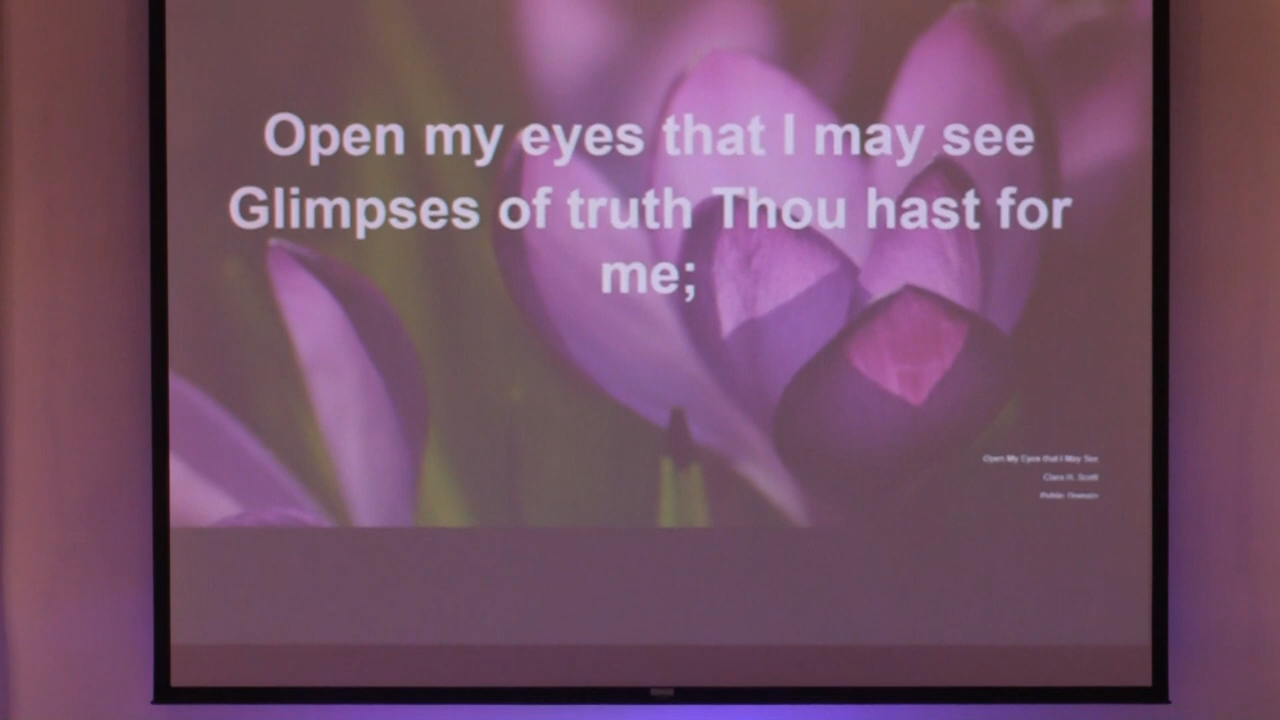 Open my eyes that I may see
Glimpses of truth Thou hast for
me;
Open My Eyes that I May See
Clara H. Scott
Public Domain